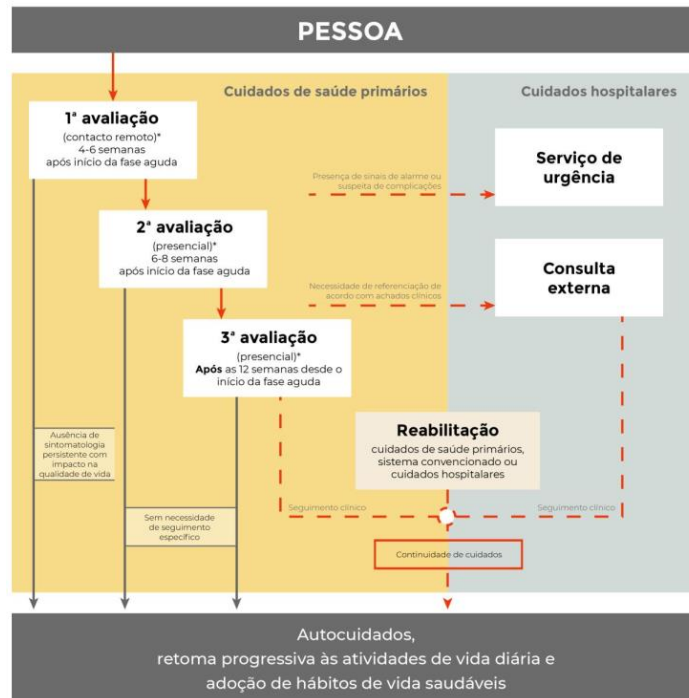 PESSOA
Cuidados de saúde primários
Cuidados hospitalares
1ª avaliação
(contacto remoto)*
4-6 semanas
após início da fase aguda
Presença de sinais de alarme ou
suspeita de complicações
Serviço de
urgência
2ª avaliação
(presencial)*
6-8 semanas
após início da fase aguda
Necessidade de referenciação de
acordo com achados clínicos
Consulta
externa
3ª avaliação
(presencial)*
Após as 12 semanas desde o
início da fase aguda
Ausência de
sintomatologia
persistente com
impacto na
qualidade de vida
Reabilitação
cuidados de saúde primários,
sistema convencionado ou
cuidados hospitalares
Sem necessidade
de seguimento
específico
Seguimento clínico
Seguimento clínico
Continuidade de cuidados
Autocuidados,
retoma progressiva às atividades de vida diária e
adoção de hábitos de vida saudáveis